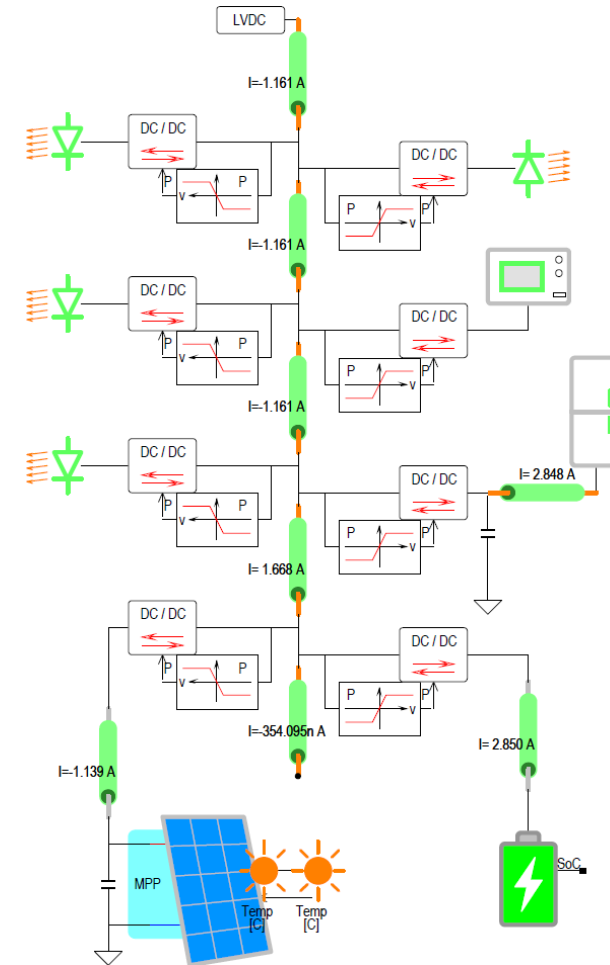 LVDC
I=-1.161 A
DC / DC
DC / DC
P
P
v
P
P
v
I=-1.161 A
DC / DC
DC / DC
P
P
v
P
P
v
I=-1.161 A
DC / DC
DC / DC
I= 2.848 A
P
P
v
P
P
v
I= 1.668 A
DC / DC
DC / DC
P
P
v
P
P
v
I=-354.095n A
I= 2.850 A
I=-1.139 A
MPP
SoC
Temp
[C]
Temp
[C]